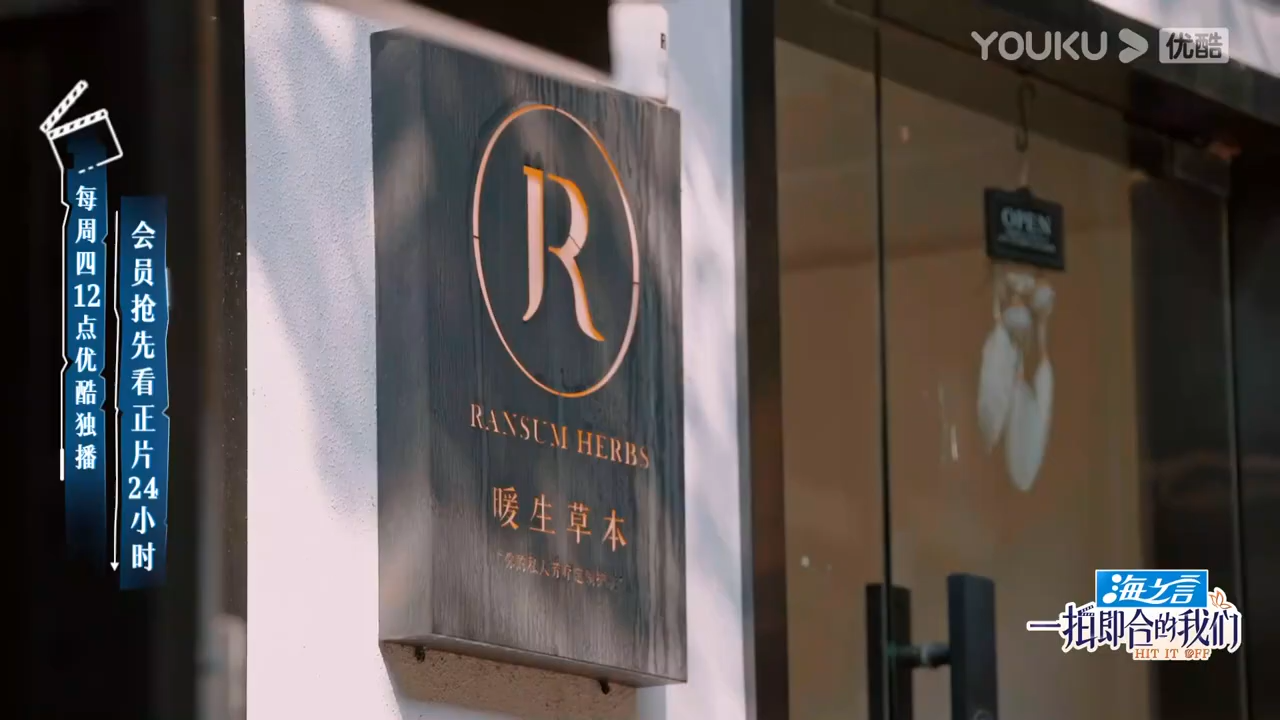 YOUKU 优酷
每周四12点优酷独播
会员抢先看正片24小时
R
RANSUM HERBS
暖生草本
OPEN
海之言
一拍即合的我们
HIT IT OFF